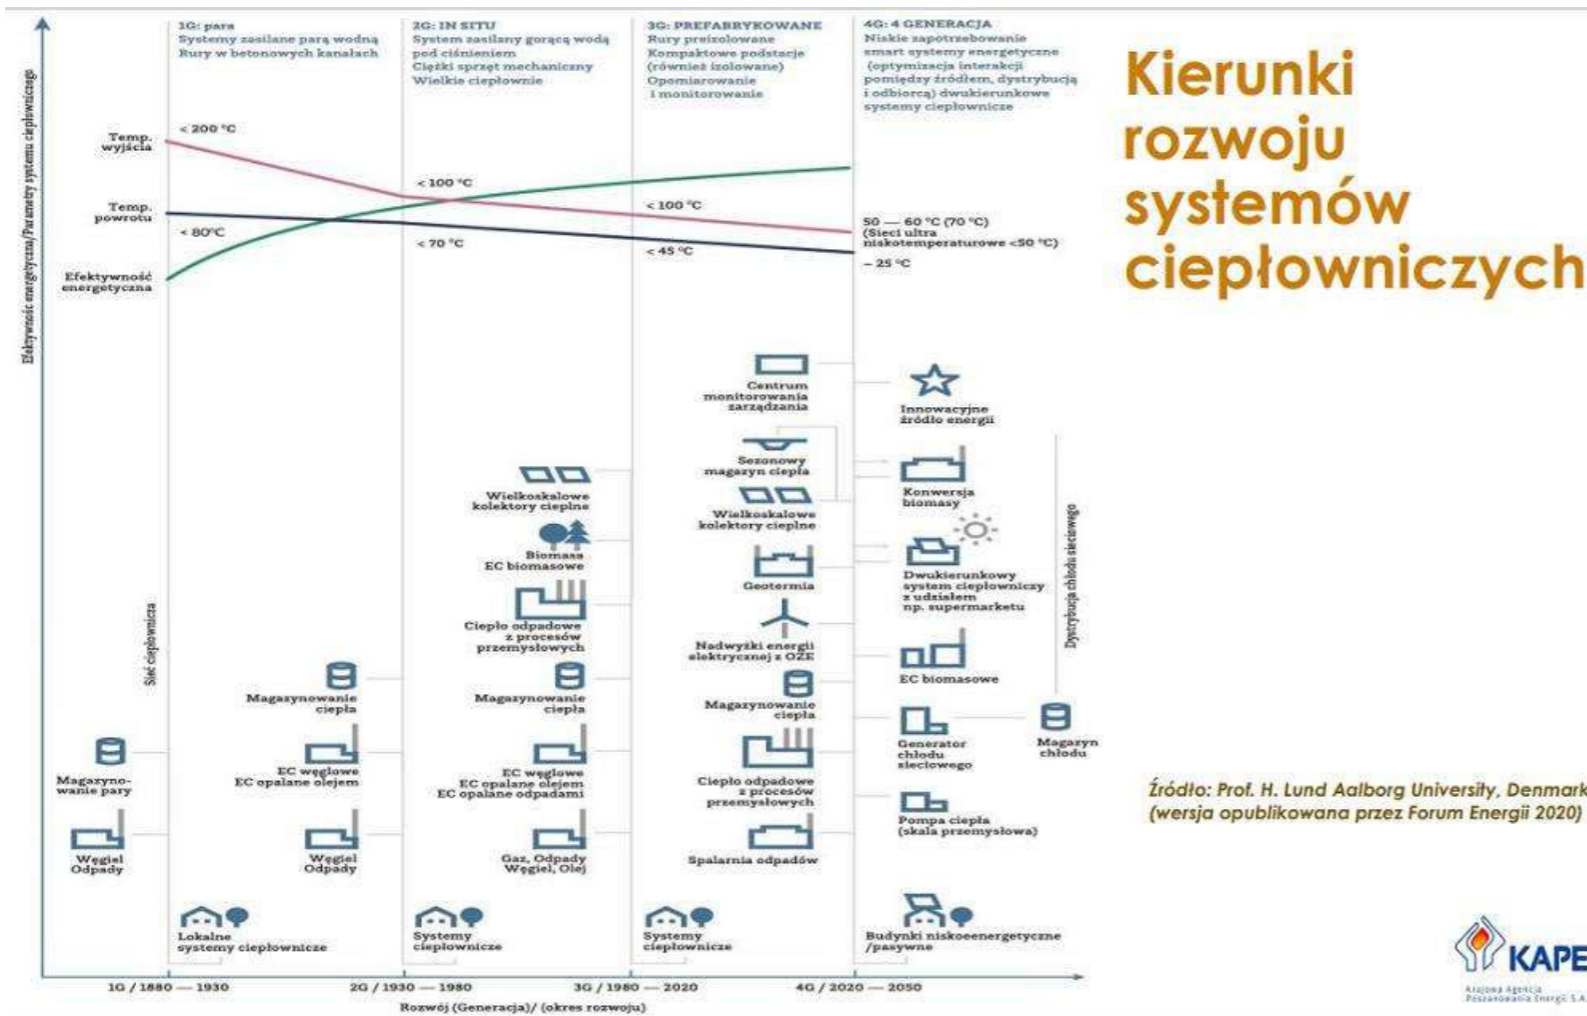 Kierunki
rozwoju
systemów
ciepłowniczych
1G: para
Systemy zasilane parą wodną
Rury w betonowych kanałach
2G: IN SITU
System zasilany gorącą wodą
pod ciśnieniem
Ciężki sprzęt mechaniczny
Wielkie ciepłownie
3G: PREFABRYKOWANE
Rury preizolowane
Kompaktowe podstacje
(również izolowane)
Opomiarowanie
i monitorowanie
4G: 4 GENERACJA
Niskie zapotrzebowanie
smart systemy energetyczne
(optymizacja interakcji
pomiędzy źródłem, dystrybucją
i odbiorcą) dwukierunkowe
systemy ciepłownicze
Efektywność energetyczna/Parametry systemu ciepłowniczego
Temp.
wyjścia
< 200 °C
< 100 °C
< 100 °C
50 — 60 °C (70 °C)
(Sieci ultra
niskotemperaturowe <50 °C)
Temp.
powrotu
< 80°C
< 70 °C
< 45 °C
~ 25 °C
Efektywność
energetyczna
Sieć ciepłownicza
Magazyno-
wanie pary
Węgiel
Odpady
Lokalne
systemy ciepłownicze
Magazynowanie
ciepła
EC węglowe
EC opalane olejem
Węgiel
Odpady
Systemy
ciepłownicze
Wielkoskalowe
kolektory cieplne
Biomasa
EC biomasowe
Ciepło odpadowe
z procesów
przemysłowych
Magazynowanie
ciepła
EC węglowe
EC opalane olejem
EC opalane odpadami
Gaz, Odpady
Węgiel, Olej
Systemy
ciepłownicze
Centrum
monitorowania
zarządzania
Sezonowy
magazyn ciepła
Wielkoskalowe
kolektory cieplne
Geotermia
Nadwyżki energii
elektrycznej z OZE
Magazynowanie
ciepła
Ciepło odpadowe
z procesów
przemysłowych
Spalarnia odpadów
Innowacyjne
źródło energii
Konwersja
biomasy
Dwukierunkowy
system ciepłowniczy
z udziałem
np. supermarketu
EC biomasowe
Generator
chłodu
sieciowego
Pompa ciepła
(skala przemysłowa)
Budynki niskoenergetyczne
/pasywne
Dystrybucja chłodu sieciowego
Magazyn
chłodu
1G / 1880 — 1930
2G / 1930 — 1980
3G / 1980 — 2020
4G / 2020 — 2050
Rozwój (Generacja)/ (okres rozwoju)
Źródło: Prof. H. Lund Aalborg University, Denmark
(wersja opublikowana przez Forum Energii 2020)
KAPE
Krajowa Agencja
Poszanowania Energii S.A.